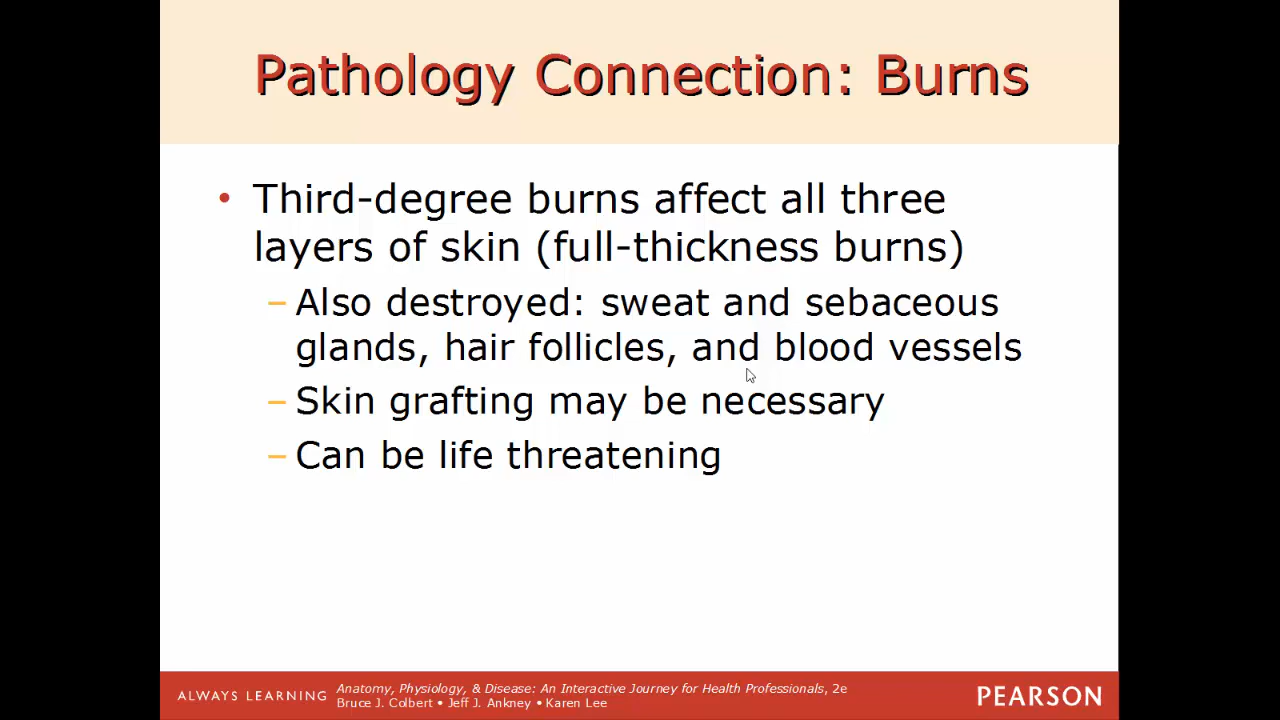 Pathology Connection: Burns
• Third-degree burns affect all three
layers of skin (full-thickness burns)
– Also destroyed: sweat and sebaceous
glands, hair follicles, and blood vessels
– Skin grafting may be necessary
– Can be life threatening
ALWAYS LEARNING
Anatomy, Physiology, & Disease: An Interactive Journey for Health Professionals, 2e
Bruce J. Colbert • Jeff J. Ankney • Karen Lee
PEARSON